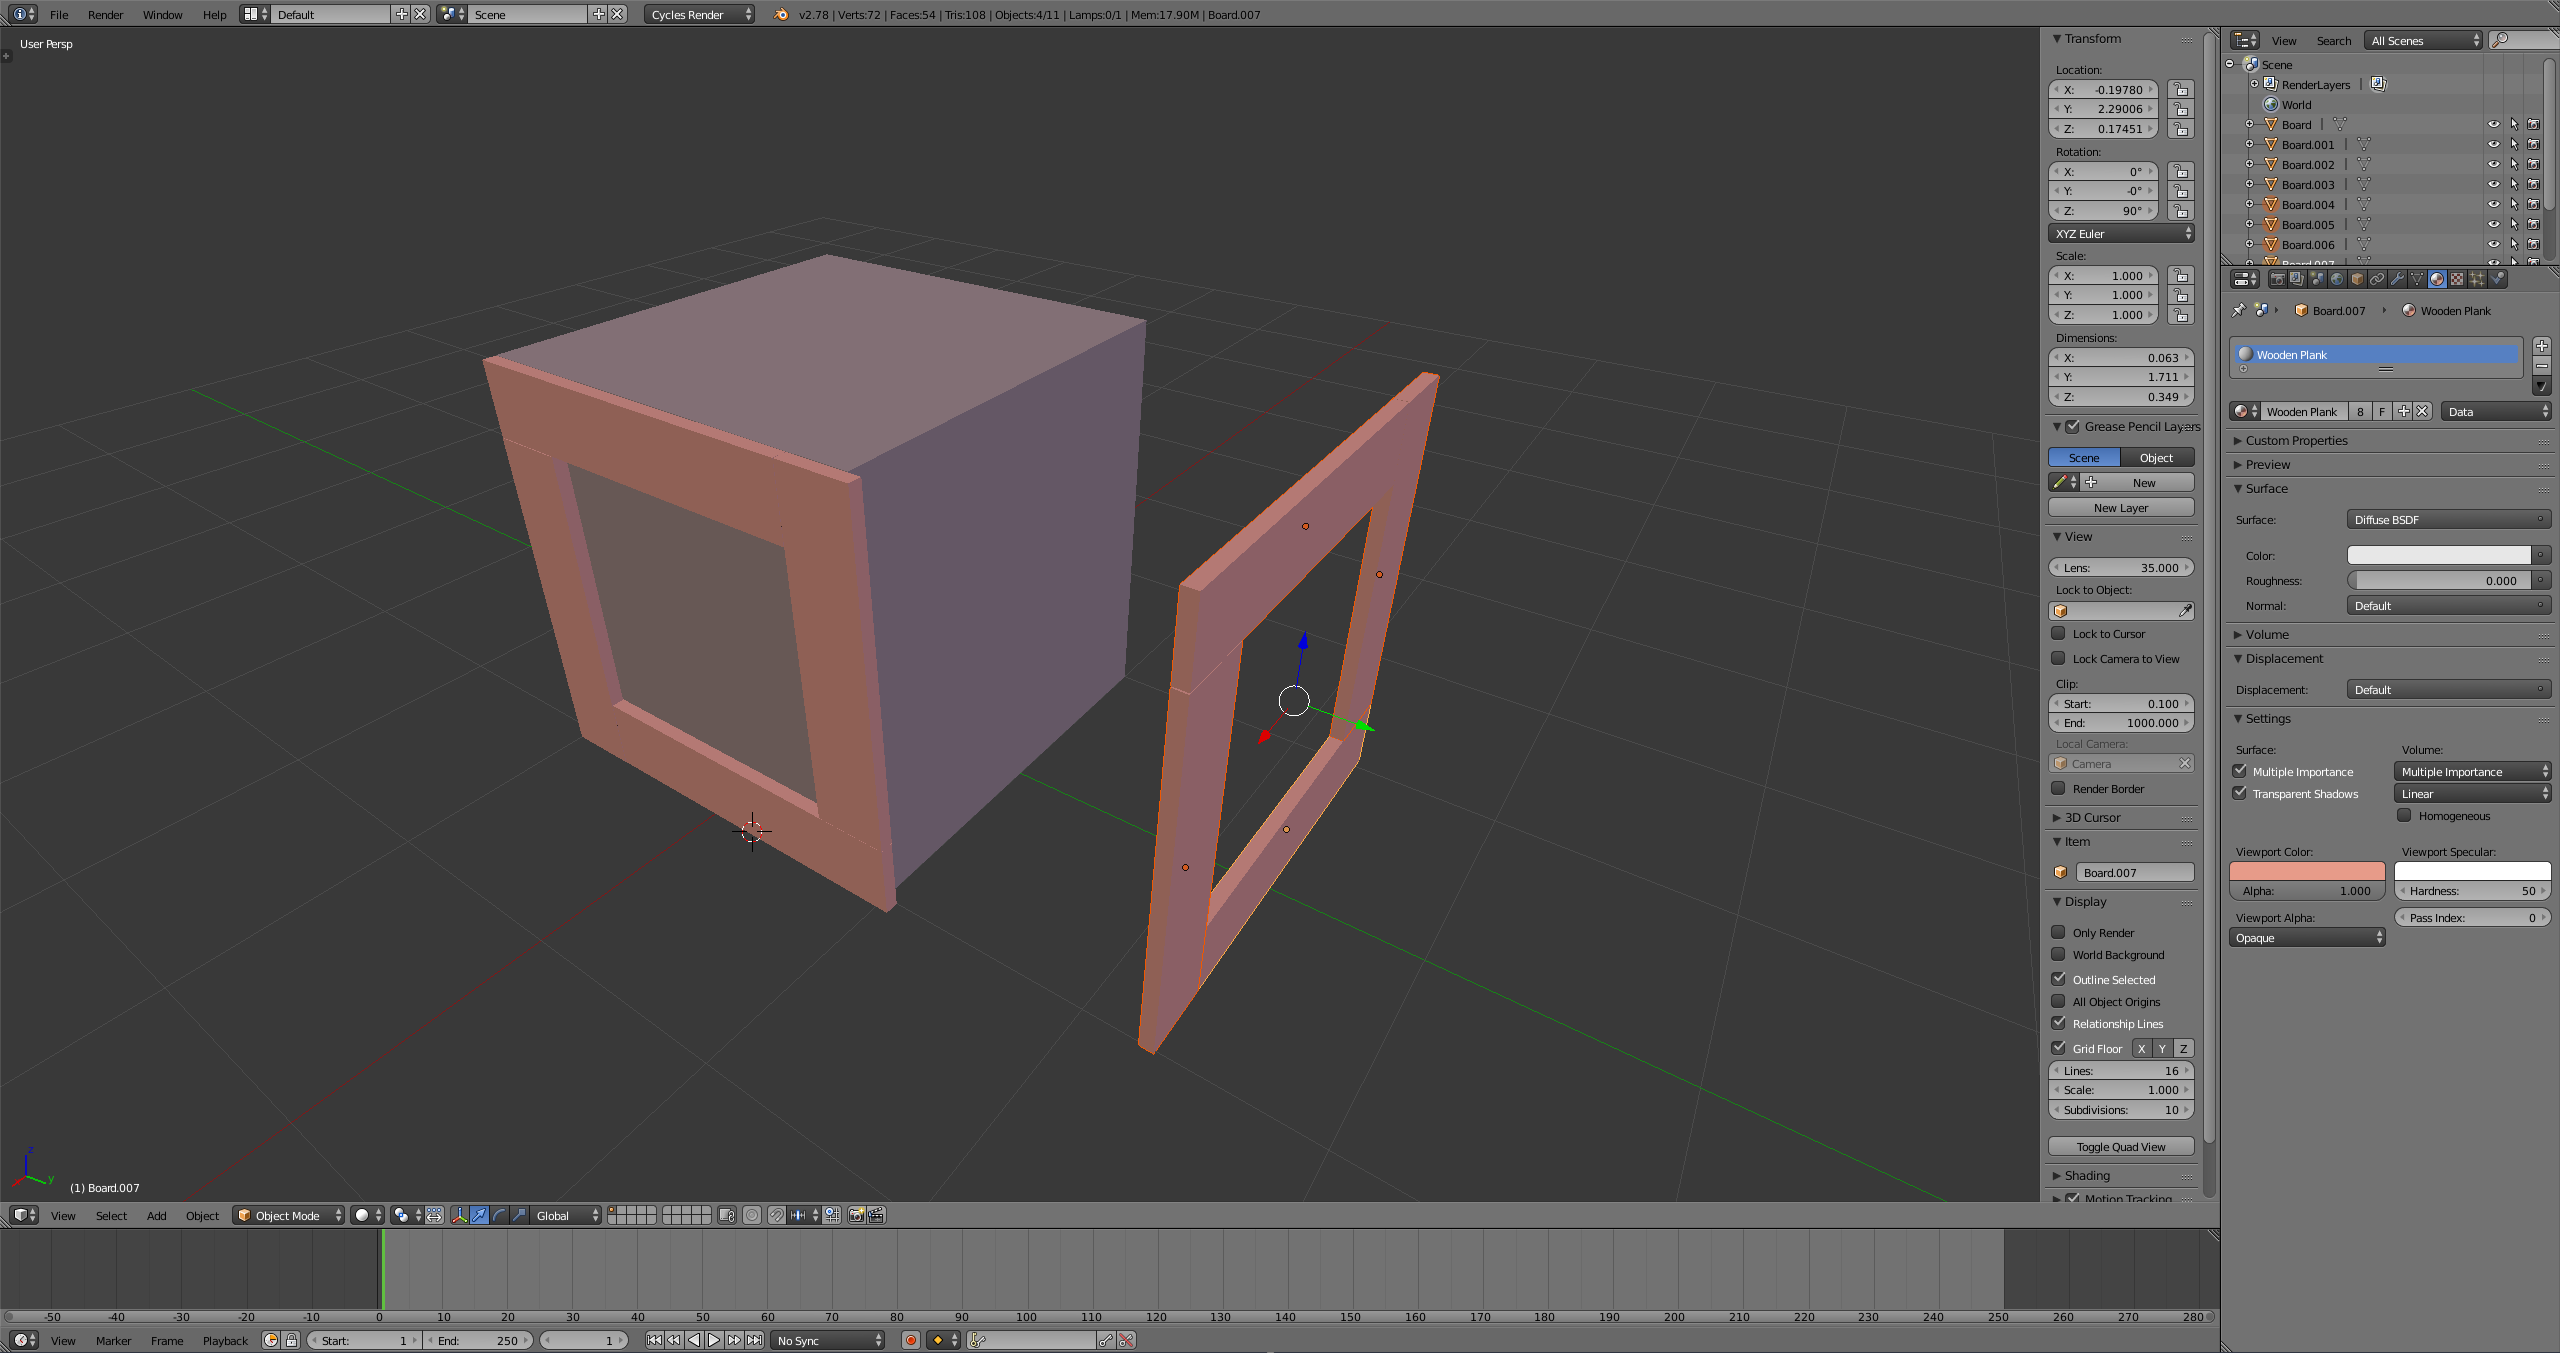 File Render Window Help Default Scene Cycles Render v2.78 | Verts:72 | Faces:54 | Tris:108 | Objects:4/11 | Lamps:0/1 | Mem:17.90M | Board.007
User Persp
(1) Board.007
z
y
Transform
Location:
X: -0.19780
Y: 2.29006
Z: 0.17451
Rotation:
X: 0°
Y: -0°
Z: 90°
XYZ Euler
Scale:
X: 1.000
Y: 1.000
Z: 1.000
Dimensions:
X: 0.063
Y: 1.711
Z: 0.349
Grease Pencil Layers
Scene Object
New
New Layer
View
Lens: 35.000
Lock to Object:
Lock to Cursor
Lock Camera to View
Clip:
Start: 0.100
End: 1000.000
Local Camera:
Camera
Render Border
3D Cursor
Item
Board.007
Display
Only Render
World Background
Outline Selected
All Object Origins
Relationship Lines
Grid Floor X Y Z
Lines: 16
Scale: 1.000
Subdivisions: 10
Toggle Quad View
Shading
Motion Tracking
View Search All Scenes
Scene
RenderLayers |
World
Board |
Board.001 |
Board.002 |
Board.003 |
Board.004 |
Board.005 |
Board.006 |
Board.007
Board.007 Wooden Plank
Wooden Plank
Wooden Plank 8 F Data
Custom Properties
Preview
Surface
Surface: Diffuse BSDF
Color:
Roughness: 0.000
Normal: Default
Volume
Displacement
Displacement: Default
Settings
Surface: Volume:
Multiple Importance Multiple Importance
Transparent Shadows Linear
Homogeneous
Viewport Color: Viewport Specular:
Alpha: 1.000 Hardness: 50
Viewport Alpha: Pass Index: 0
Opaque
View Select Add Object Object Mode Global
-50 -40 -30 -20 -10 0 10 20 30 40 50 60 70 80 90 100 110 120 130 140 150 160 170 180 190 200 210 220 230 240 250 260 270 280
View Marker Frame Playback Start: 1 End: 250 1 No Sync